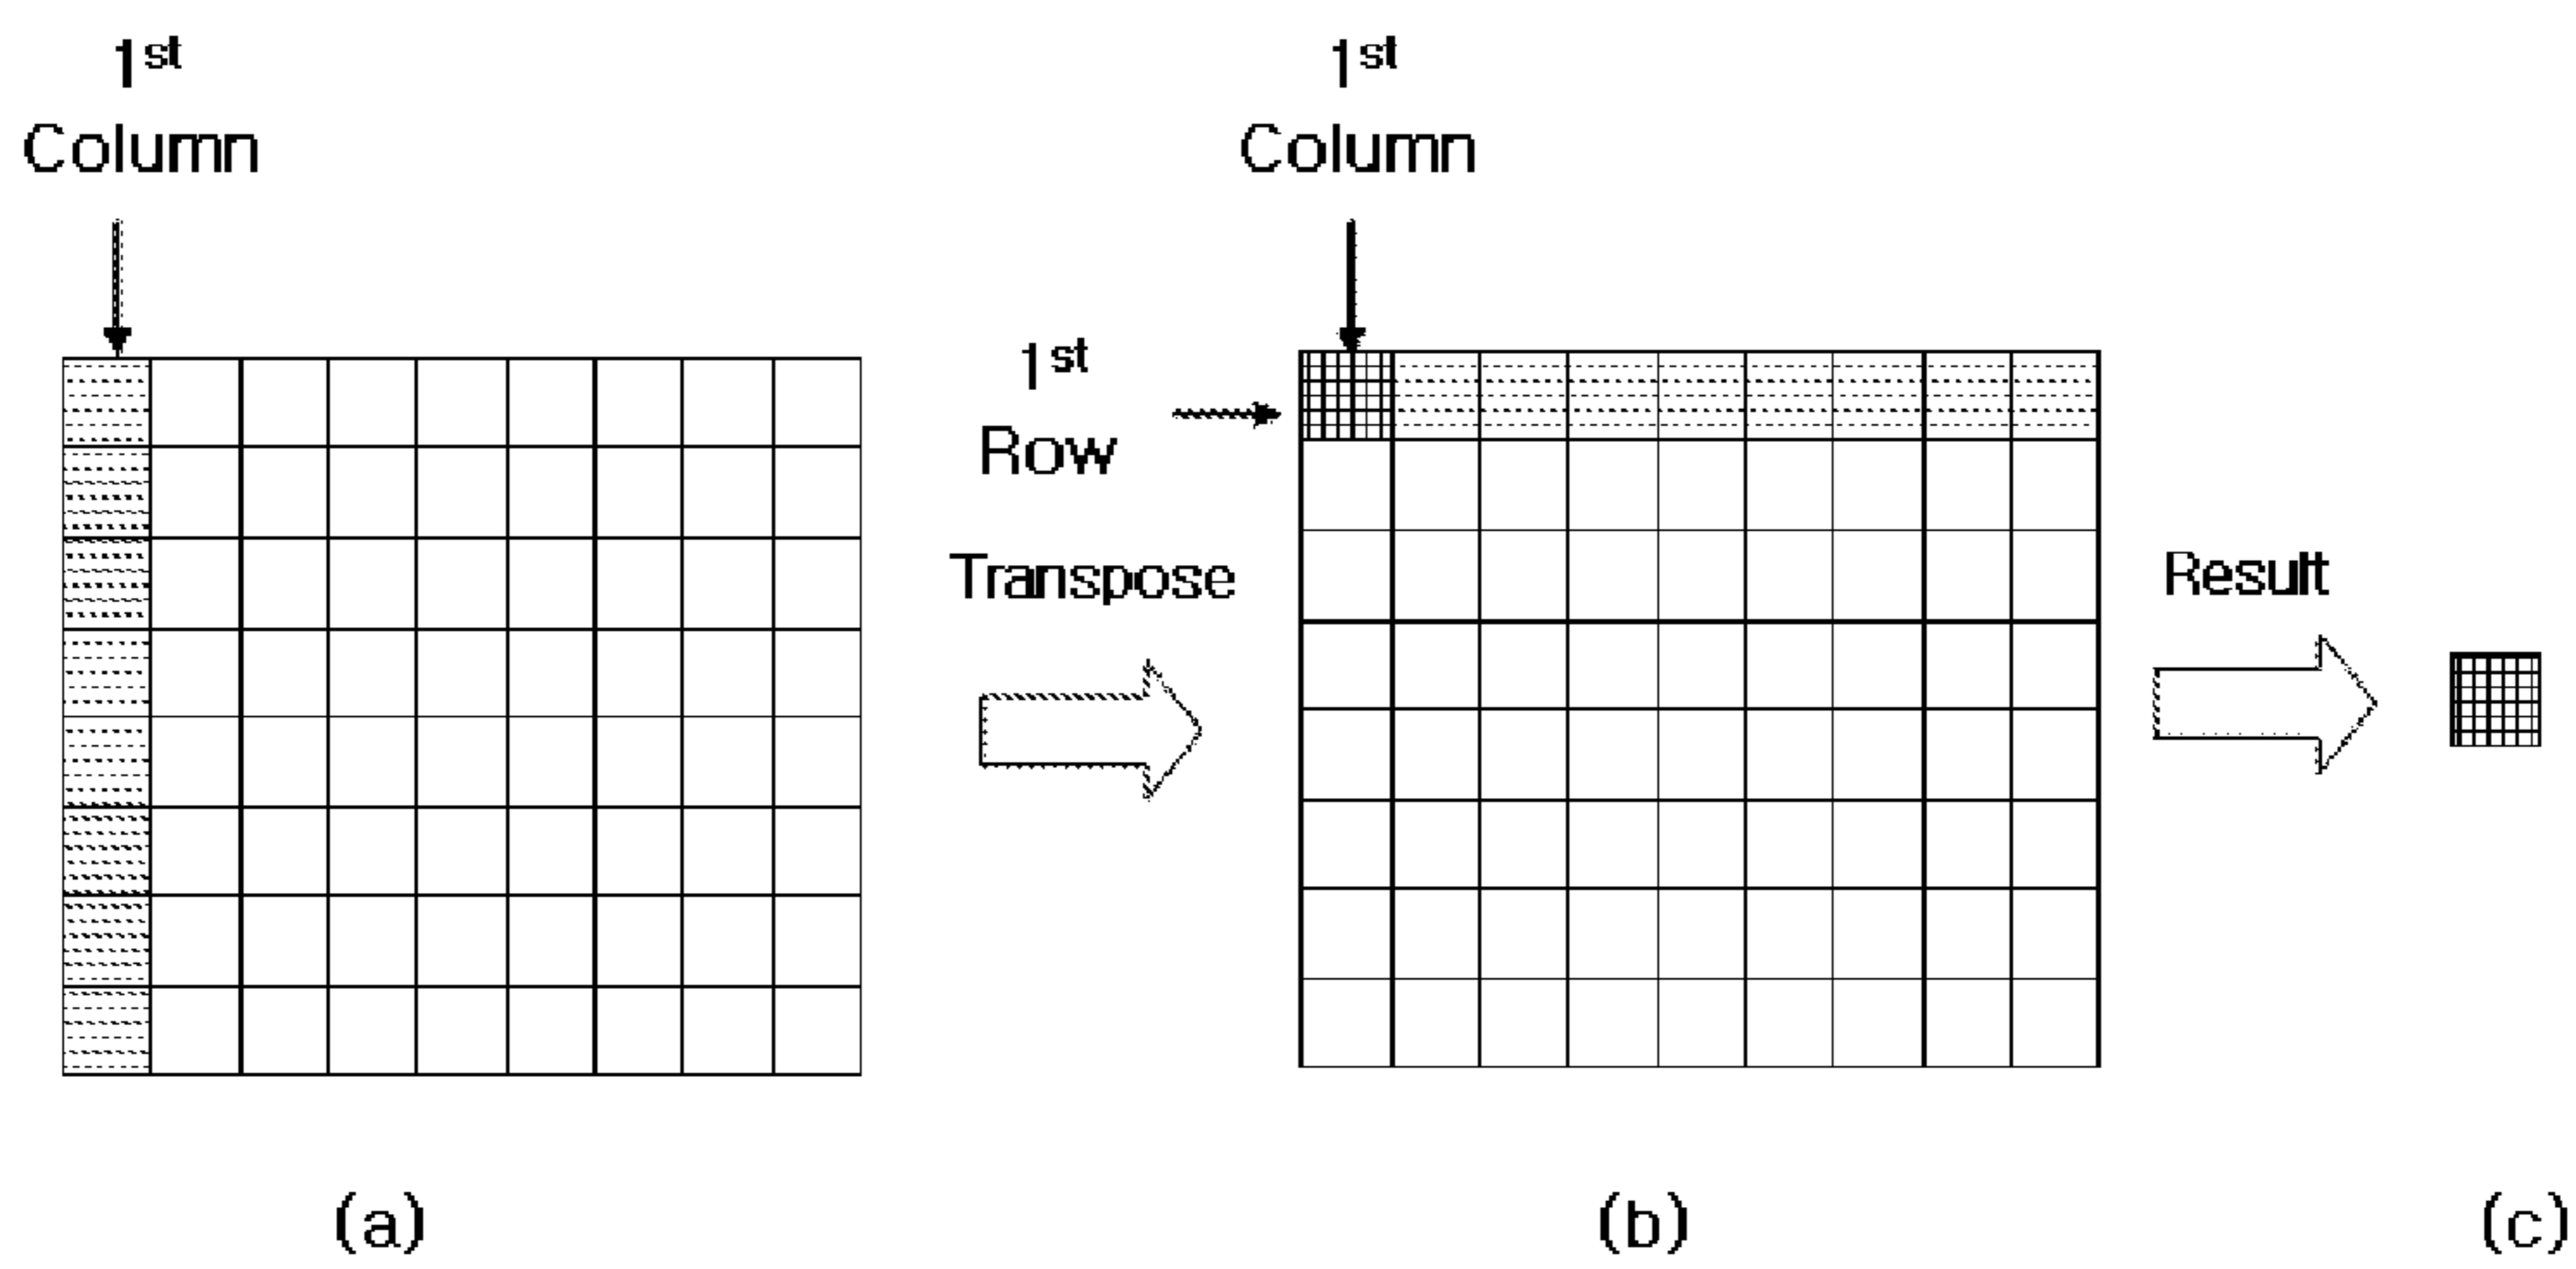 1st
Column
1st
Column
1st
Row
Transpose
Result
(a)
(b)
(c)